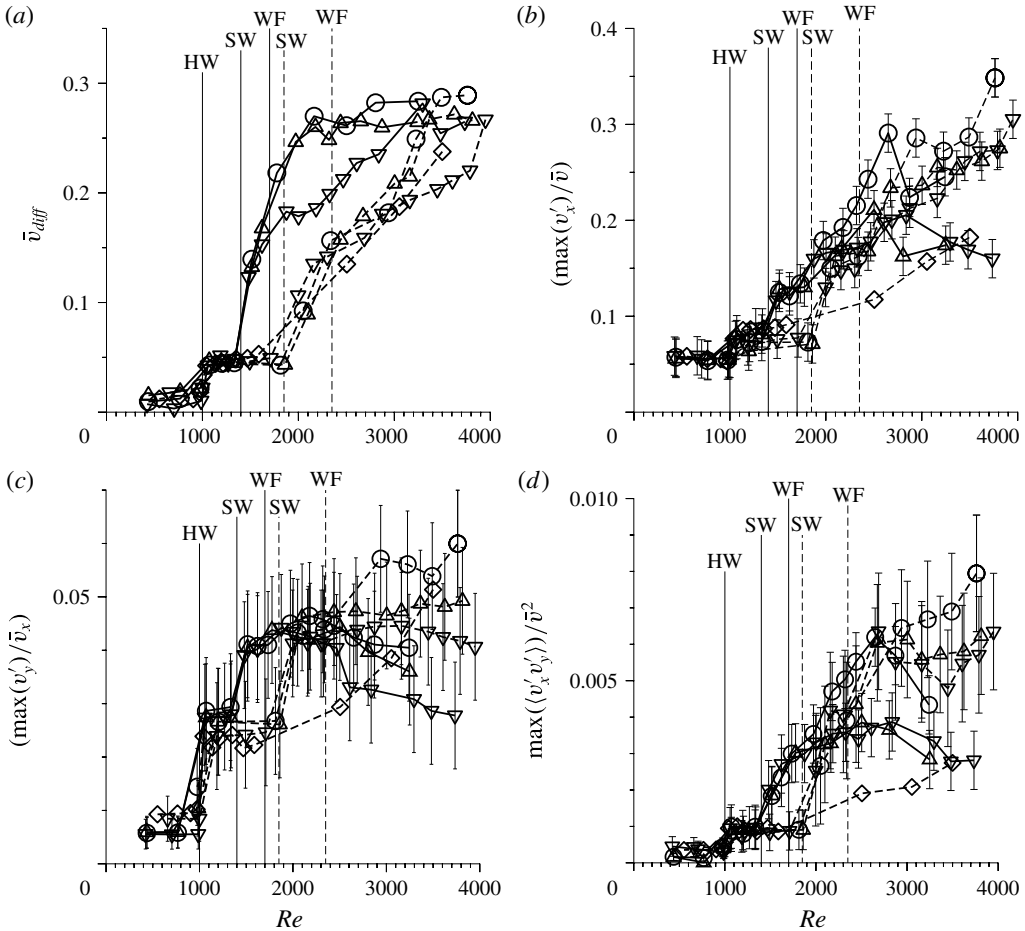 (a)
WF
SW
SW
HW
WF
0.3
0.2
0.1
v̄diff
0
1000
2000
3000
4000
Re
(b)
WF
SW
SW
HW
WF
Re
0.4
0.3
0.2
0.1
(max(v′x)/v̄)
0
1000
2000
3000
4000
(c)
WF
SW
SW
HW
WF
0.05
(max(v′y)/v̄x)
0
1000
2000
3000
4000
Re
(d)
WF
SW
SW
HW
WF
0.010
0.005
max(⟨v′x v′y⟩)/v̄²
0
1000
2000
3000
4000
Re